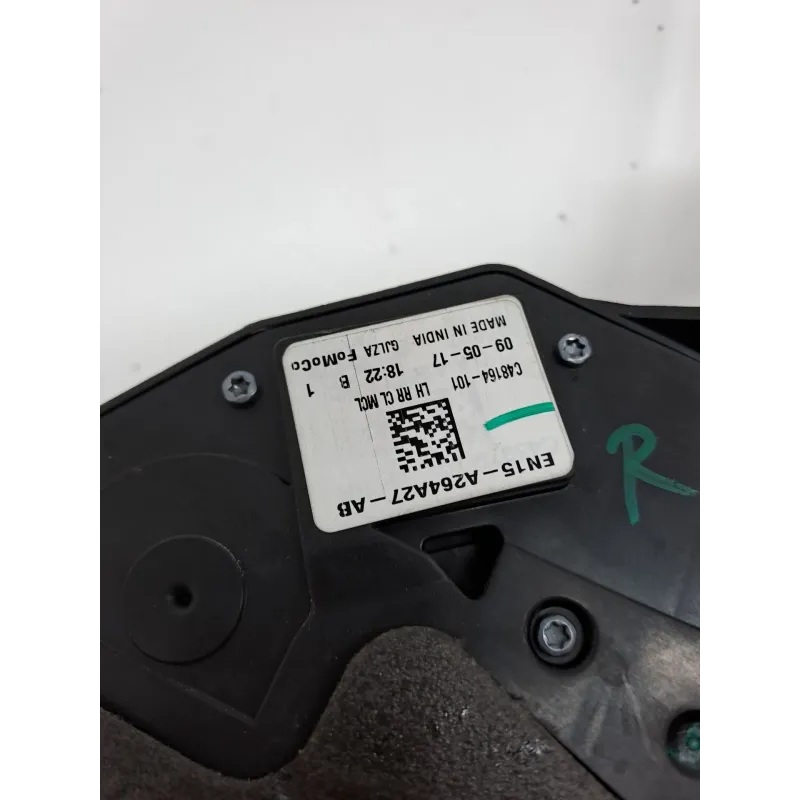 EN15-A264A27-AB
LH RR CL MCL
C48164-101
18:22 09-05-17
1 B GJLZA MADE IN INDIA
FoMoCo
R